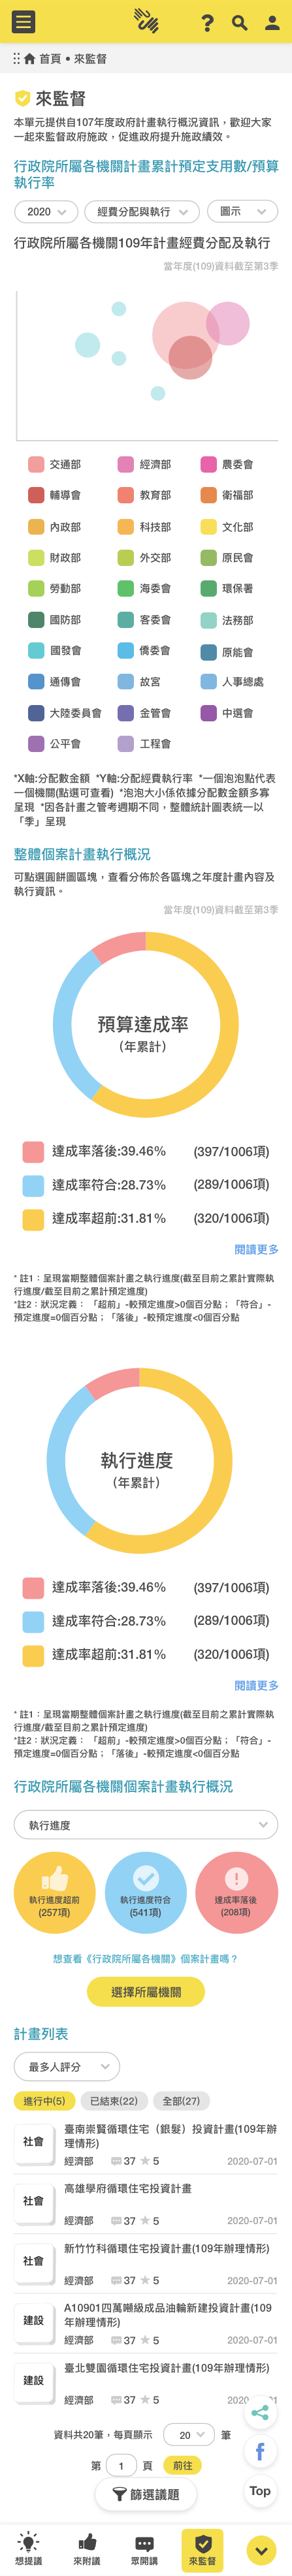 首頁 • 來監督
來監督
本單元提供自107年度政府計畫執行概況資訊，歡迎大家
一起來監督政府施政，促進政府提升施政績效。
行政院所屬各機關計畫累計預定支用數/預算
執行率
2020 經費分配與執行 圖示
行政院所屬各機關109年計畫經費分配及執行
當年度(109)資料截至第3季
交通部 經濟部 農委會
輔導會 教育部 衛福部
內政部 科技部 文化部
財政部 外交部 原民會
勞動部 海委會 環保署
國防部 客委會 法務部
國發會 僑委會 原能會
通傳會 故宮 人事總處
大陸委員會 金管會 中選會
公平會 工程會
*X軸:分配數金額 *Y軸:分配經費執行率 *一個泡泡點代表
一個機關(點選可查看) *泡泡大小係依據分配數金額多寡
呈現 *因各計畫之管考週期不同，整體統計圖表統一以
「季」呈現
整體個案計畫執行概況
可點選圓餅圖區塊，查看分佈於各區塊之年度計畫內容及
執行資訊。
當年度(109)資料截至第3季
預算達成率
(年累計)
達成率落後:39.46% (397/1006項)
達成率符合:28.73% (289/1006項)
達成率超前:31.81% (320/1006項)
閱讀更多
* 註1：呈現當期整體個案計畫之執行進度(截至目前之累計實際執
行進度/截至目前之累計預定進度)
*註2：狀況定義： 「超前」-較預定進度>0個百分點；「符合」-
預定進度=0個百分點；「落後」-較預定進度<0個百分點
執行進度
(年累計)
達成率落後:39.46% (397/1006項)
達成率符合:28.73% (289/1006項)
達成率超前:31.81% (320/1006項)
閱讀更多
* 註1：呈現當期整體個案計畫之執行進度(截至目前之累計實際執
行進度/截至目前之累計預定進度)
*註2：狀況定義： 「超前」-較預定進度>0個百分點；「符合」-
預定進度=0個百分點；「落後」-較預定進度<0個百分點
行政院所屬各機關個案計畫執行概況
執行進度
執行進度超前 執行進度符合 達成率落後
(257項) (541項) (208項)
想查看《行政院所屬各機關》個案計畫嗎？
選擇所屬機關
計畫列表
最多人評分
進行中(5) 已結束(22) 全部(27)
社會 臺南崇賢循環住宅（銀髮）投資計畫(109年辦
理情形)
經濟部 37 5 2020-07-01
社會 高雄學府循環住宅投資計畫
經濟部 37 5 2020-07-01
社會 新竹竹科循環住宅投資計畫(109年辦理情形)
經濟部 37 5 2020-07-01
建設 A10901四萬噸級成品油輪新建投資計畫(109
年辦理情形)
經濟部 37 5 2020-07-01
建設 臺北雙園循環住宅投資計畫(109年辦理情形)
經濟部 37 5 2020-07-01
資料共20筆，每頁顯示 20 筆
第 1 頁 前往
Top
篩選議題
想提議 來附議 眾開講 來監督